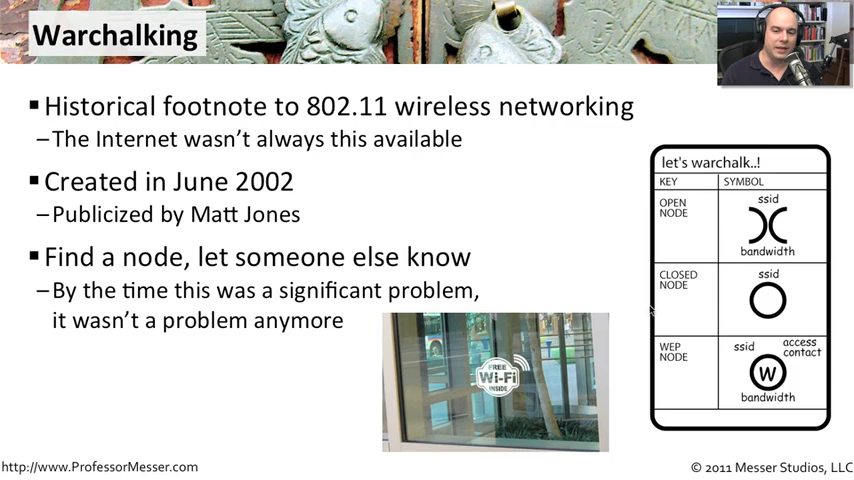 Warchalking
▪Historical footnote to 802.11 wireless networking
–The Internet wasn't always this available
▪Created in June 2002
–Publicized by Matt Jones
▪Find a node, let someone else know
–By the time this was a significant problem,
it wasn't a problem anymore
FREE
Wi-Fi
INSIDE
let's warchalk..!
KEY SYMBOL
OPEN
NODE
ssid
bandwidth
CLOSED
NODE
ssid
WEP
NODE
ssid
access
contact
W
bandwidth
http://www.ProfessorMesser.com
© 2011 Messer Studios, LLC